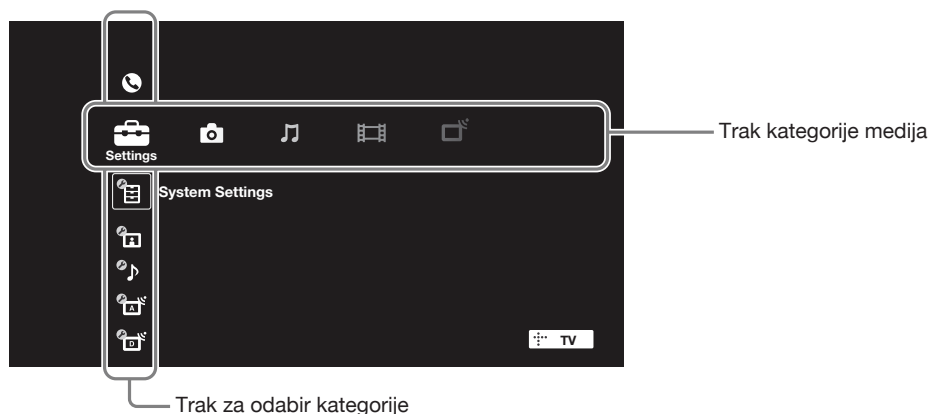 Settings
Trak kategorije medija
System Settings
A
D
TV
Trak za odabir kategorije